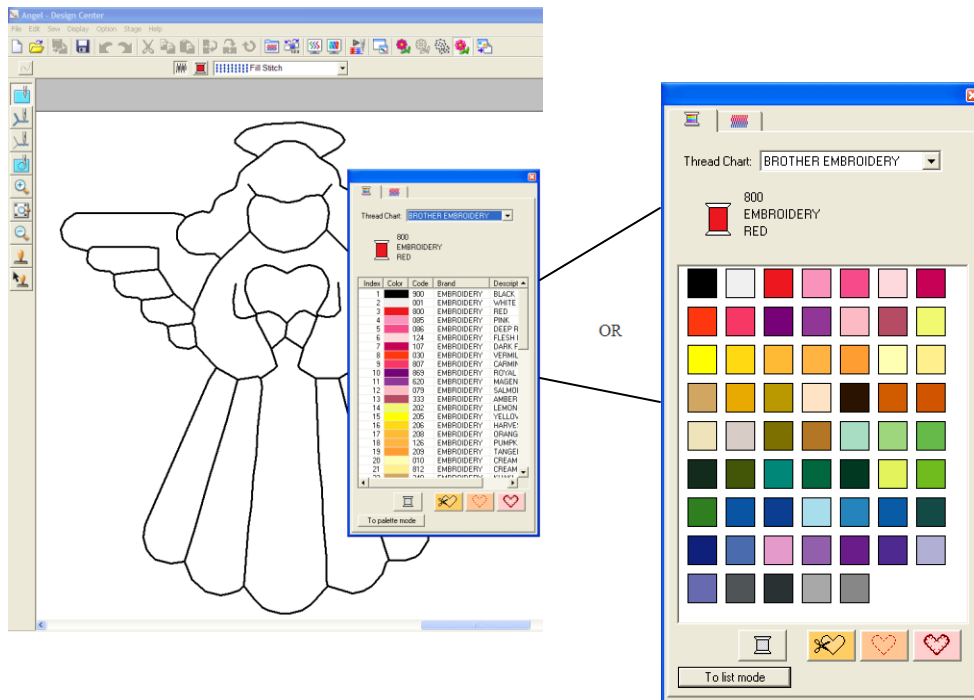 Angel - Design Center
File Edit Sew Display Option Stage Help
Fill Stitch
Thread Chart: BROTHER EMBROIDERY
800
EMBROIDERY
RED
Index Color Code Brand Descript
1 900 EMBROIDERY BLACK
2 001 EMBROIDERY WHITE
3 800 EMBROIDERY RED
4 085 EMBROIDERY PINK
5 086 EMBROIDERY DEEP R
6 124 EMBROIDERY FLESH
7 107 EMBROIDERY DARK F
8 030 EMBROIDERY VERMIL
9 807 EMBROIDERY CARMIN
10 869 EMBROIDERY ROYAL
11 620 EMBROIDERY MAGEN
12 079 EMBROIDERY SALMO
13 333 EMBROIDERY AMBER
14 202 EMBROIDERY LEMON
15 205 EMBROIDERY YELLOV
16 206 EMBROIDERY HARVE
17 208 EMBROIDERY ORANG
18 126 EMBROIDERY PUMPK
19 209 EMBROIDERY TANGE
20 010 EMBROIDERY CREAM
21 812 EMBROIDERY CREAM
To palette mode
OR
Thread Chart: BROTHER EMBROIDERY
800
EMBROIDERY
RED
To list mode